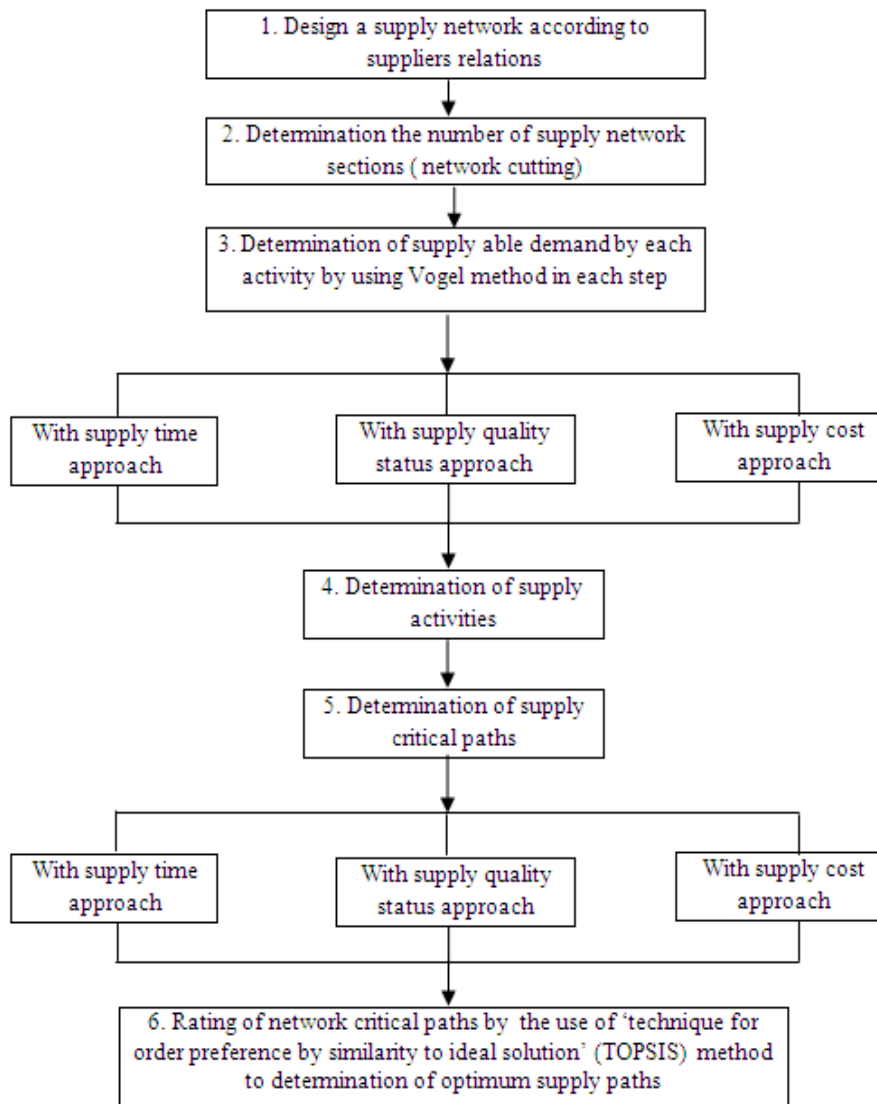 1. Design a supply network according to
suppliers relations
2. Determination the number of supply network
sections ( network cutting)
3. Determination of supply able demand by each
activity by using Vogel method in each step
With supply time
approach
With supply quality
status approach
With supply cost
approach
4. Determination of supply
activities
5. Determination of supply
critical paths
With supply time
approach
With supply quality
status approach
With supply cost
approach
6. Rating of network critical paths by the use of ‘technique for
order preference by similarity to ideal solution’ (TOPSIS) method
to determination of optimum supply paths